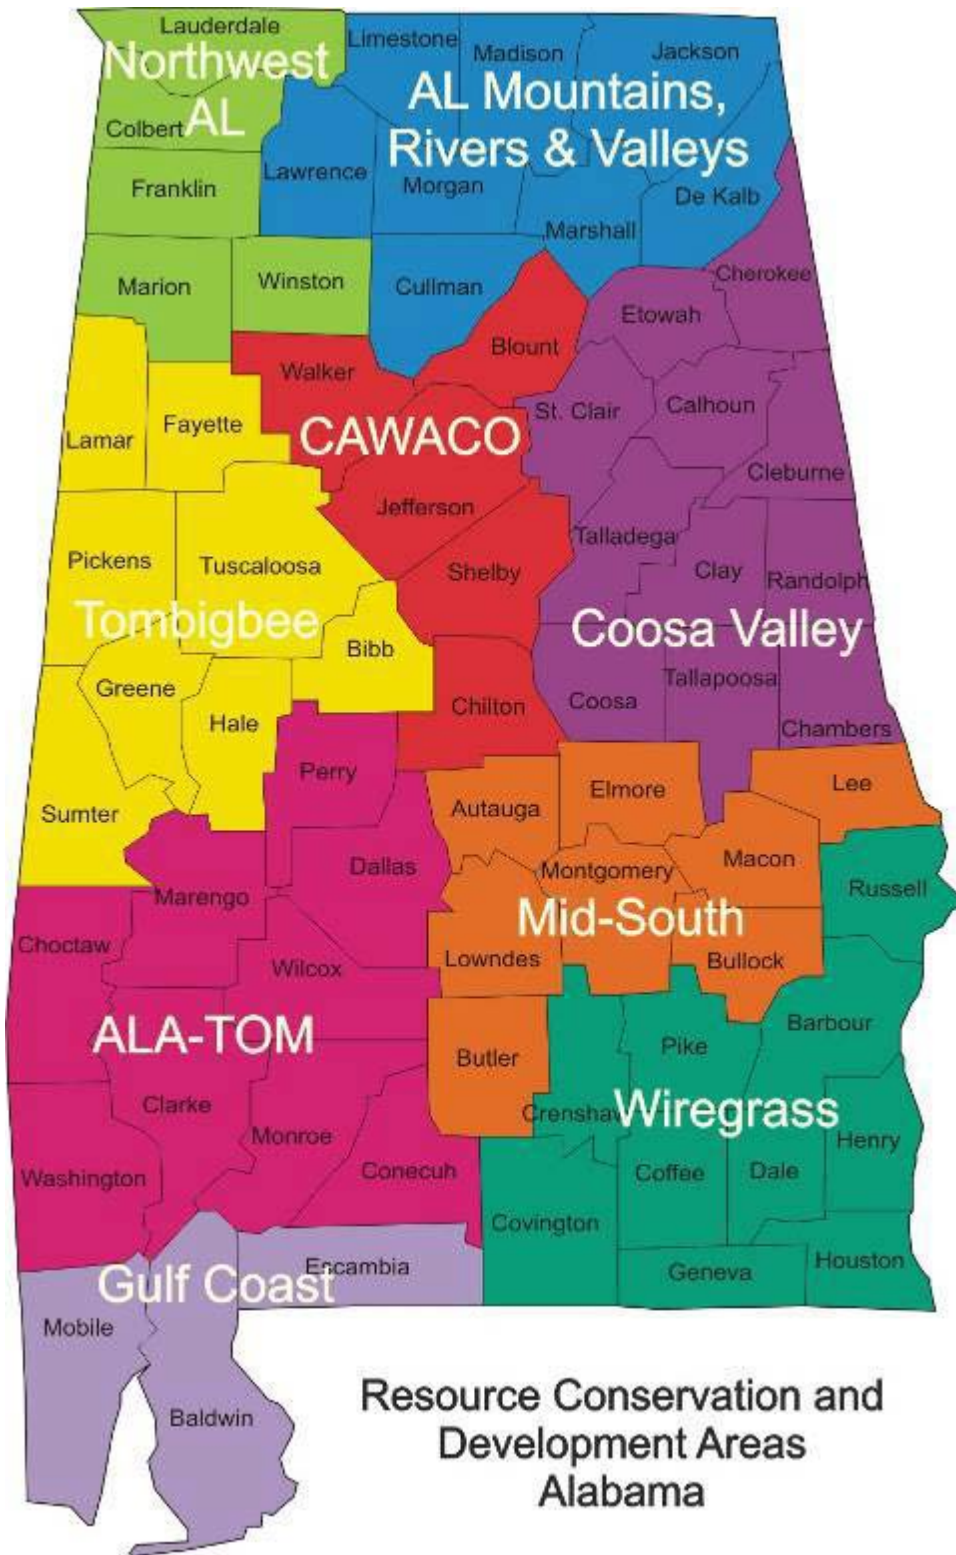 Lauderdale
Limestone
Madison
Jackson
Northwest
AL
AL Mountains,
Rivers & Valleys
Colbert
Lawrence
Morgan
Franklin
De Kalb
Marshall
Marion
Winston
Cullman
Cherokee
Etowah
Blount
Walker
St. Clair
Calhoun
Fayette
Lamar
CAWACO
Cleburne
Jefferson
Talladega
Pickens
Tuscaloosa
Shelby
Clay
Randolph
Tombigbee
Coosa Valley
Bibb
Greene
Tallapoosa
Hale
Chilton
Coosa
Chambers
Perry
Autauga
Elmore
Lee
Sumter
Dallas
Montgomery
Macon
Marengo
Russell
Mid-South
Choctaw
Wilcox
Lowndes
Bullock
ALA-TOM
Barbour
Pike
Butler
Clarke
Crenshaw
Wiregrass
Monroe
Henry
Washington
Conecuh
Coffee
Dale
Covington
Gulf Coast
Escambia
Geneva
Houston
Mobile
Baldwin
Resource Conservation and
Development Areas
Alabama